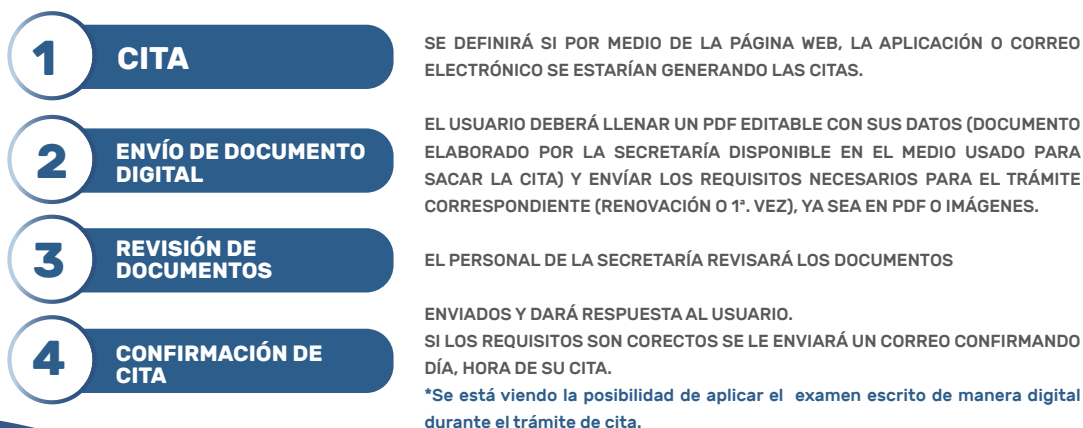 1
CITA
SE DEFINIRÁ SI POR MEDIO DE LA PÁGINA WEB, LA APLICACIÓN O CORREO
ELECTRÓNICO SE ESTARÍAN GENERANDO LAS CITAS.
2
ENVÍO DE DOCUMENTO
DIGITAL
EL USUARIO DEBERÁ LLENAR UN PDF EDITABLE CON SUS DATOS (DOCUMENTO
ELABORADO POR LA SECRETARÍA DISPONIBLE EN EL MEDIO USADO PARA
SACAR LA CITA) Y ENVÍAR LOS REQUISITOS NECESARIOS PARA EL TRÁMITE
CORRESPONDIENTE (RENOVACIÓN O 1ª. VEZ), YA SEA EN PDF O IMÁGENES.
3
REVISIÓN DE
DOCUMENTOS
EL PERSONAL DE LA SECRETARÍA REVISARÁ LOS DOCUMENTOS
ENVIADOS Y DARÁ RESPUESTA AL USUARIO.
4
CONFIRMACIÓN DE
CITA
SI LOS REQUISITOS SON CORECTOS SE LE ENVIARÁ UN CORREO CONFIRMANDO
DÍA, HORA DE SU CITA.
*Se está viendo la posibilidad de aplicar el  examen escrito de manera digital
durante el trámite de cita.